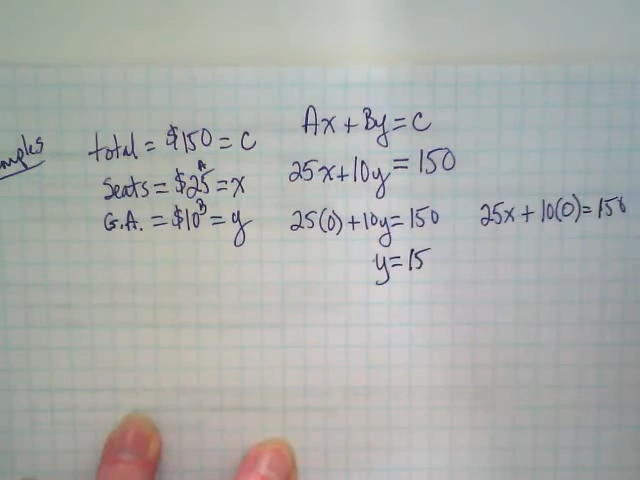 total = $150 = C
Seats = $25 = x
A
G.A. = $10 = y
B
Ax + By = C
25x + 10y = 150
25(0) + 10y = 150
y = 15
25x + 10(0) = 150